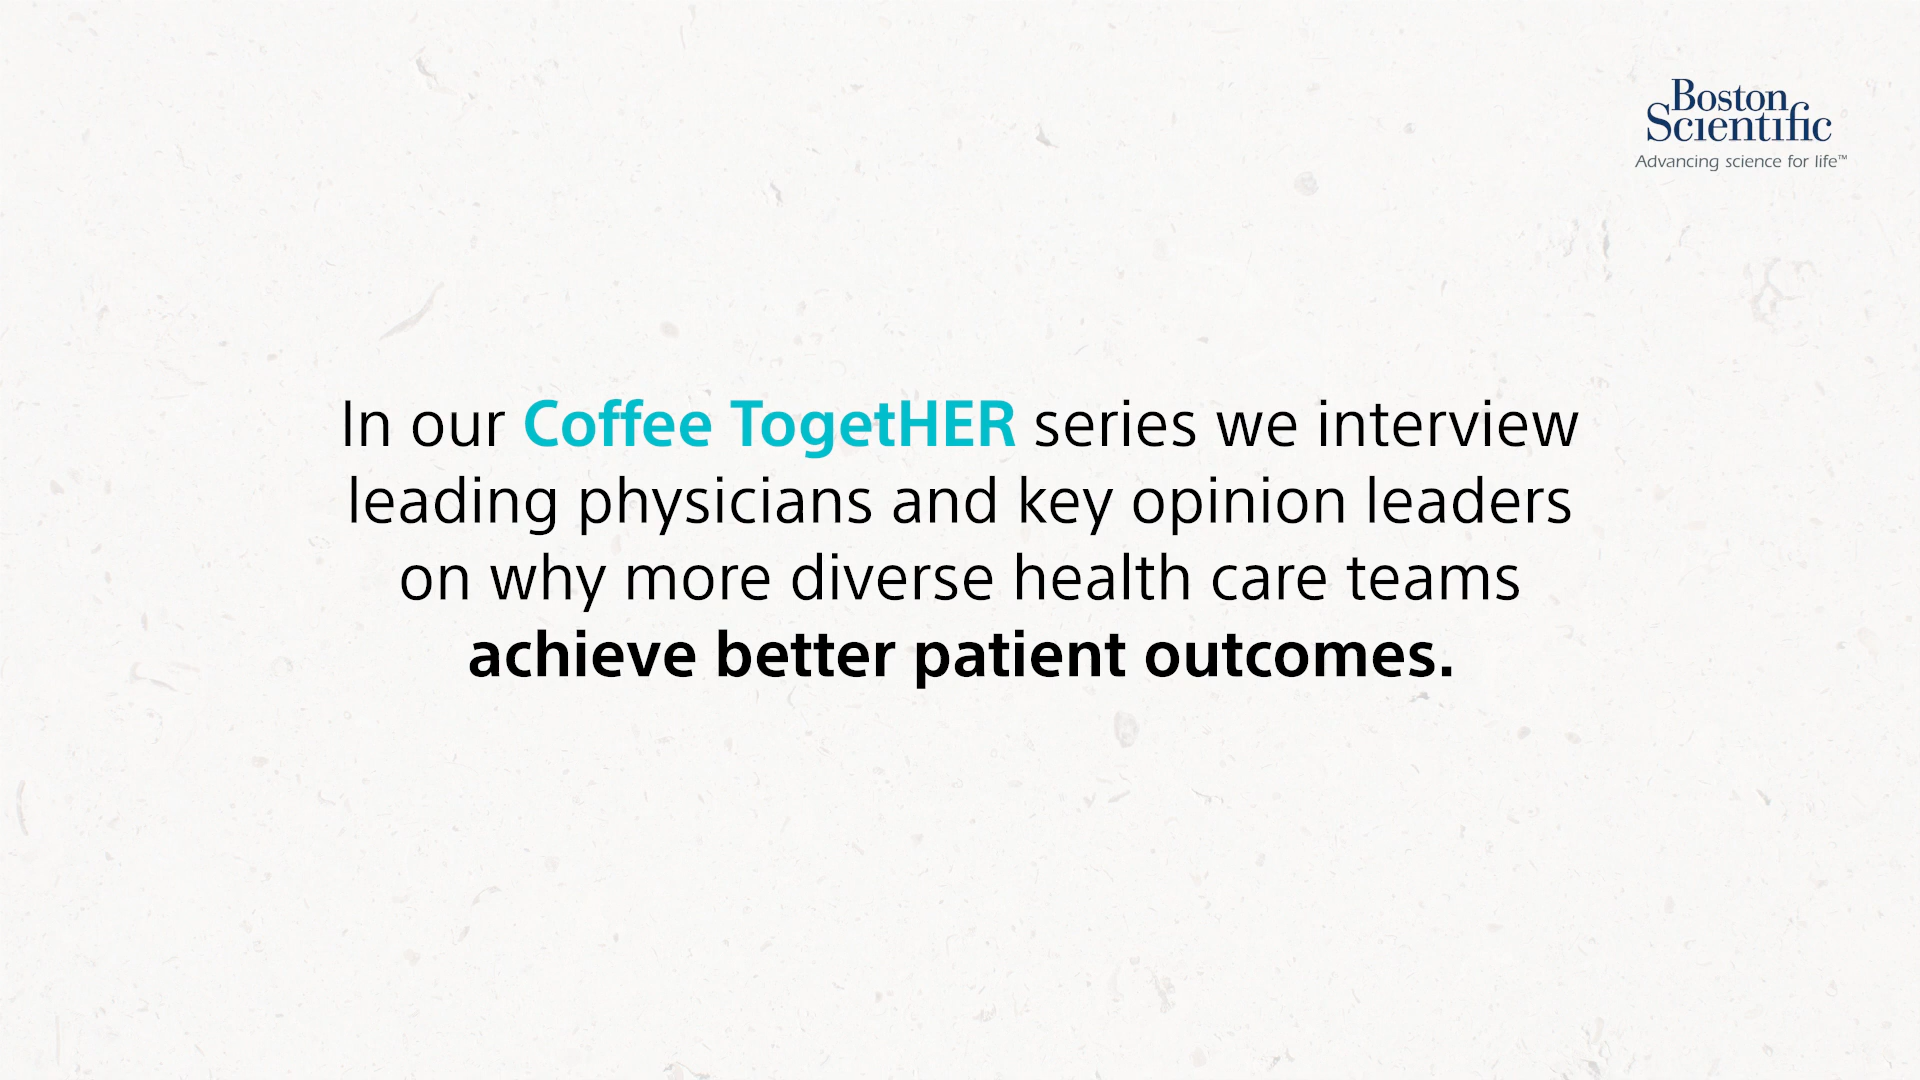 Boston
Scientific
Advancing science for life™
In our Coffee TogetHER series we interview
leading physicians and key opinion leaders
on why more diverse health care teams
achieve better patient outcomes.